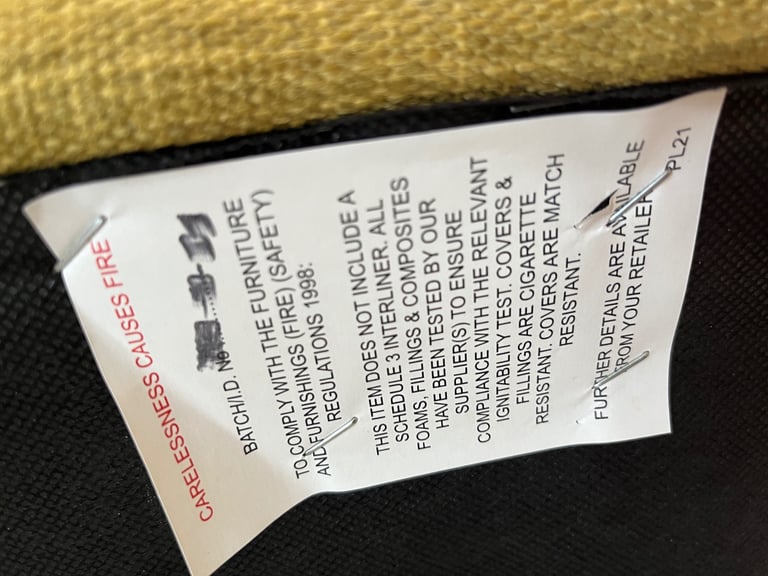 CARELESSNESS CAUSES FIRE
BATCH/I.D. No
TO COMPLY WITH THE FURNITURE
AND FURNISHINGS (FIRE) (SAFETY)
REGULATIONS 1998:
THIS ITEM DOES NOT INCLUDE A
SCHEDULE 3 INTERLINER. ALL
FOAMS, FILLINGS & COMPOSITES
HAVE BEEN TESTED BY OUR
SUPPLIER(S) TO ENSURE
COMPLIANCE WITH THE RELEVANT
IGNITABILITY TEST. COVERS &
FILLINGS ARE CIGARETTE
RESISTANT. COVERS ARE MATCH
RESISTANT.
FURTHER DETAILS ARE AVAILABLE
FROM YOUR RETAILER
PL21